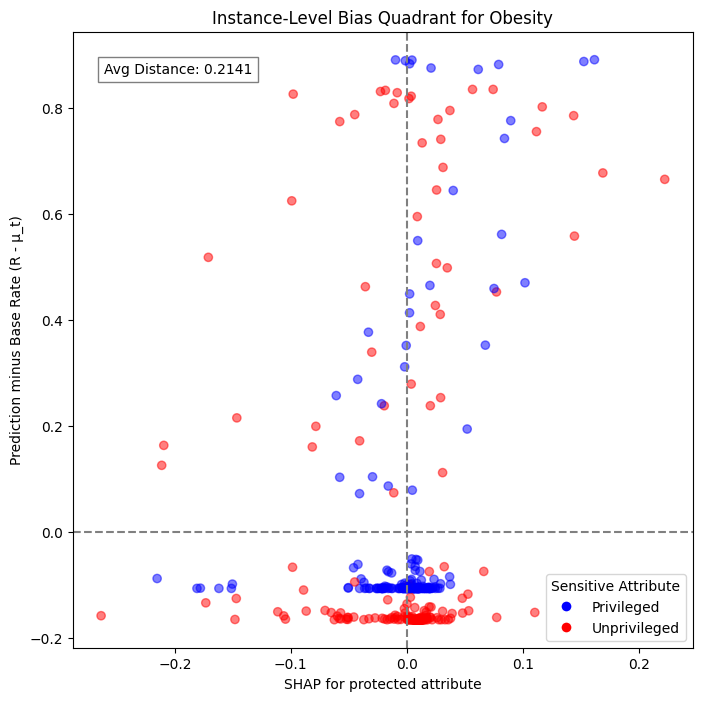 Instance-Level Bias Quadrant for Obesity
Avg Distance: 0.2141
Prediction minus Base Rate (R - μ_t)
0.8
0.6
0.4
0.2
0.0
−0.2
−0.2
−0.1
0.0
0.1
0.2
SHAP for protected attribute
Sensitive Attribute
Privileged
Unprivileged